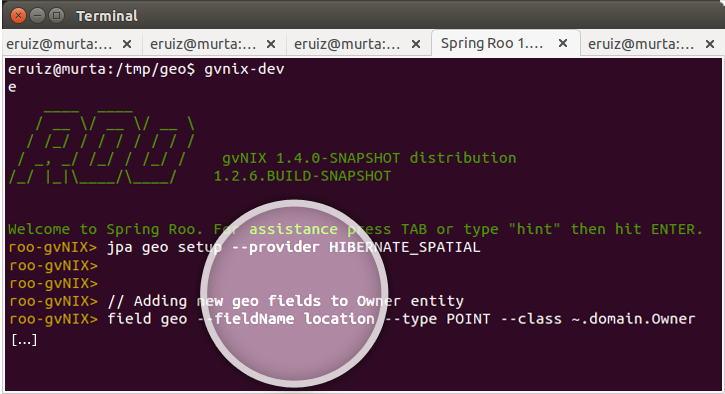 Terminal
eruiz@murta:... eruiz@murta:... eruiz@murta:... Spring Roo 1.... eruiz@murta:...
eruiz@murta:/tmp/geo$ gvnix-dev
e
gvNIX 1.4.0-SNAPSHOT distribution
1.2.6.BUILD-SNAPSHOT
Welcome to Spring Roo. For assistance press TAB or type "hint" then hit ENTER.
roo-gvNIX> jpa geo setup --provider HIBERNATE_SPATIAL
roo-gvNIX>
roo-gvNIX>
roo-gvNIX> // Adding new geo fields to Owner entity
roo-gvNIX> field geo --fieldName location --type POINT --class ~.domain.Owner
[...]